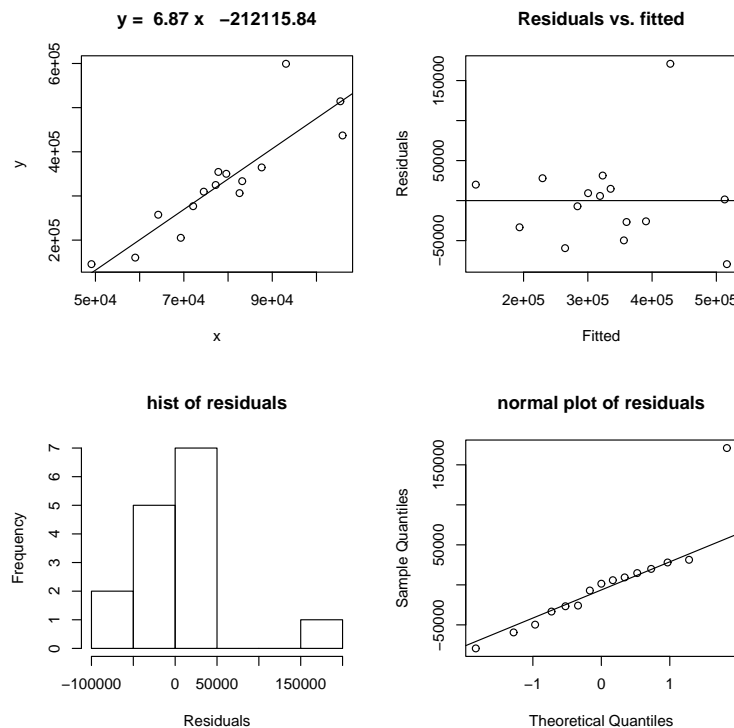 y = 6.87 x −212115.84
y
2e+05
4e+05
6e+05
5e+04
7e+04
9e+04
x
Residuals vs. fitted
Residuals
−50000
50000
150000
2e+05
3e+05
4e+05
5e+05
Fitted
hist of residuals
Frequency
0
1
2
3
4
5
6
7
−100000
0
50000
150000
Residuals
normal plot of residuals
Sample Quantiles
−50000
50000
150000
−1
0
1
Theoretical Quantiles